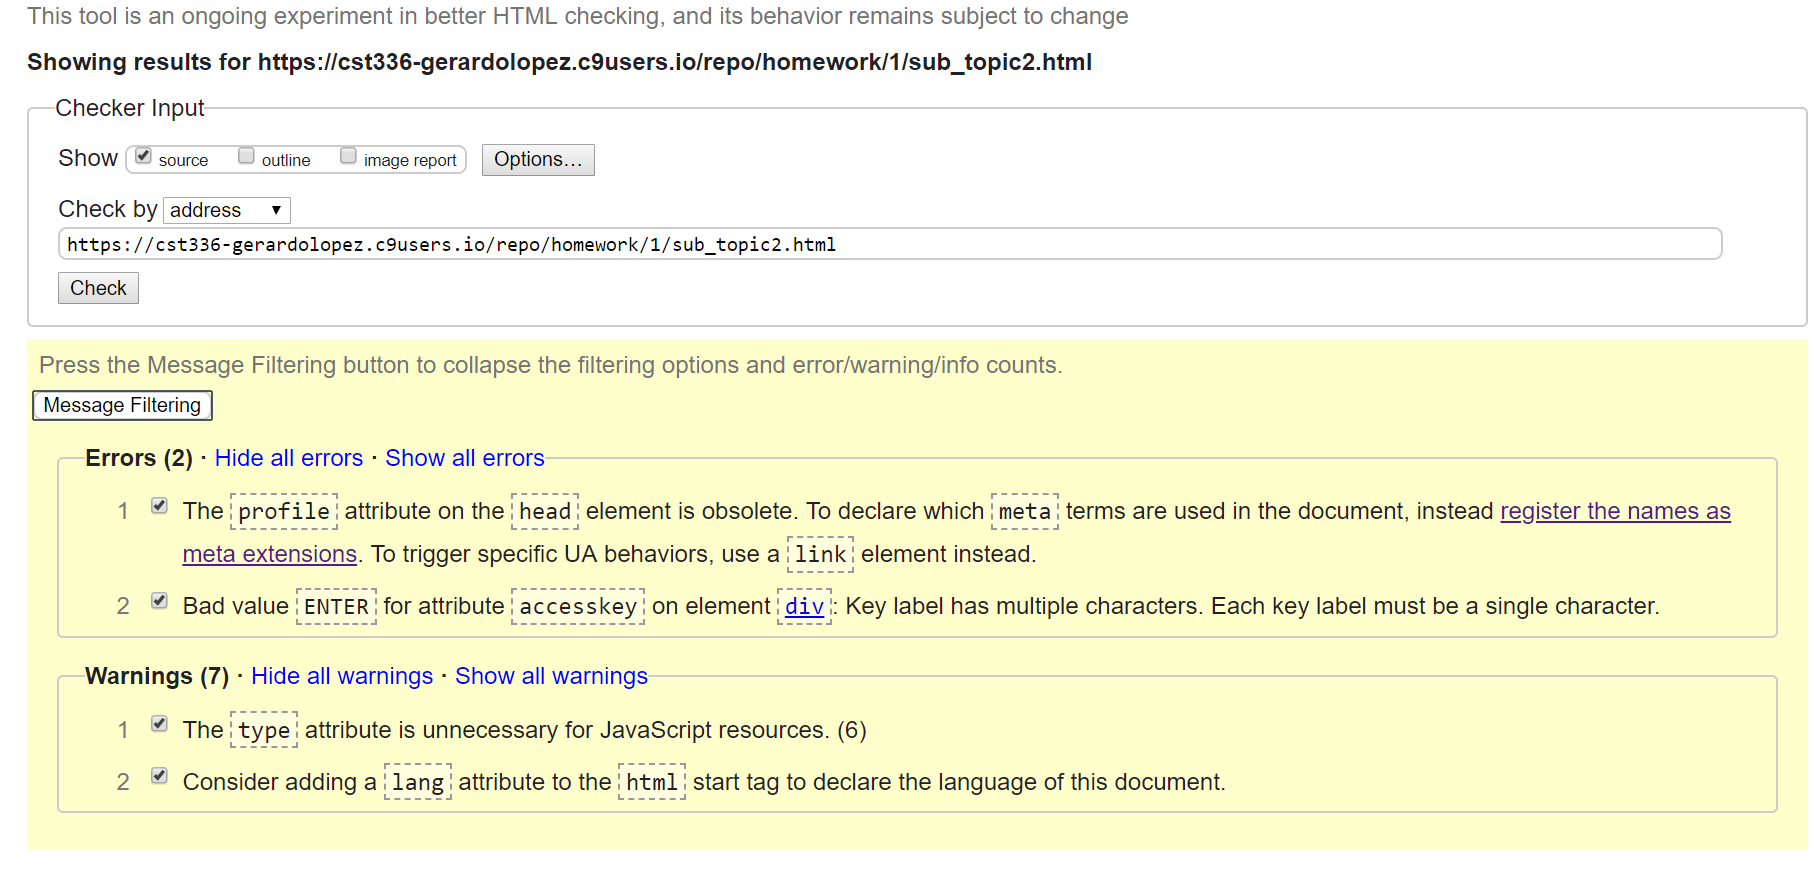 This tool is an ongoing experiment in better HTML checking, and its behavior remains subject to change
Showing results for https://cst336-gerardolopez.c9users.io/repo/homework/1/sub_topic2.html
Checker Input
Show source outline image report Options...
Check by address
https://cst336-gerardolopez.c9users.io/repo/homework/1/sub_topic2.html
Check
Press the Message Filtering button to collapse the filtering options and error/warning/info counts.
Message Filtering
Errors (2) · Hide all errors · Show all errors
1 The profile attribute on the head element is obsolete. To declare which meta terms are used in the document, instead register the names as
meta extensions. To trigger specific UA behaviors, use a link element instead.
2 Bad value ENTER for attribute accesskey on element div: Key label has multiple characters. Each key label must be a single character.
Warnings (7) · Hide all warnings · Show all warnings
1 The type attribute is unnecessary for JavaScript resources. (6)
2 Consider adding a lang attribute to the html start tag to declare the language of this document.